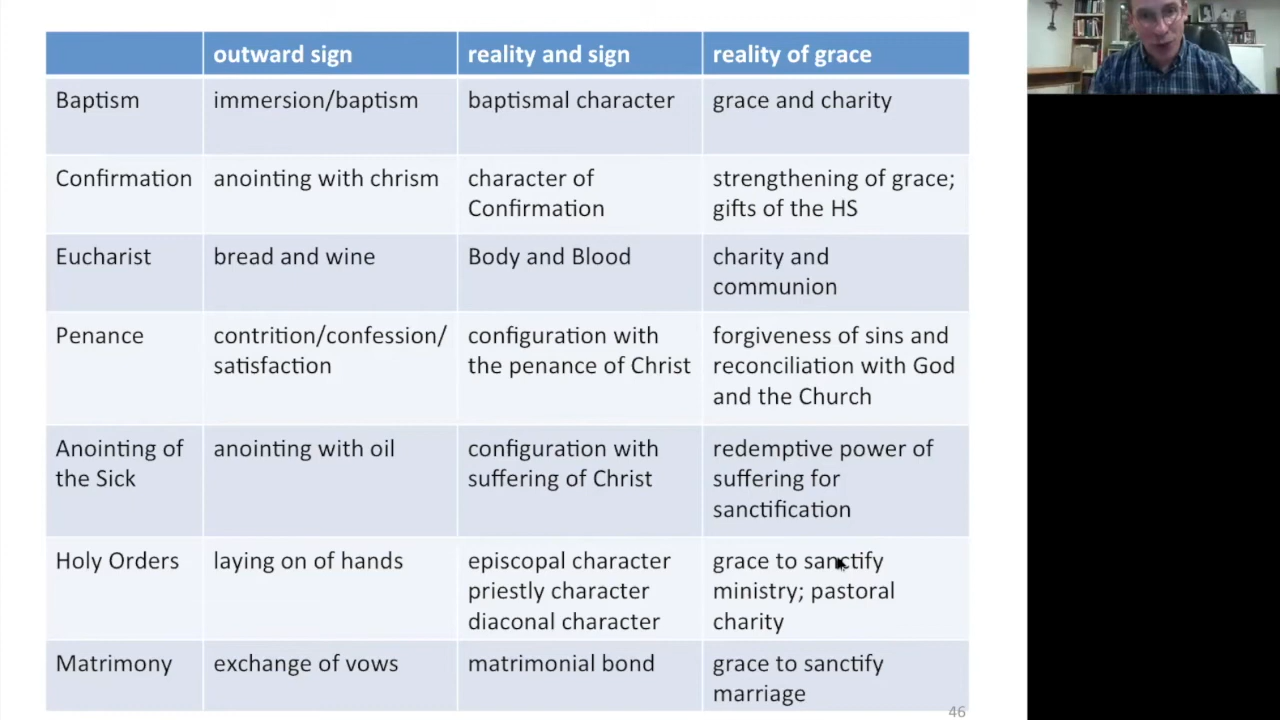 outward sign reality and sign reality of grace
Baptism immersion/baptism baptismal character grace and charity
Confirmation anointing with chrism character of strengthening of grace;
Confirmation gifts of the HS
Eucharist bread and wine Body and Blood charity and
communion
Penance contrition/confession/ configuration with forgiveness of sins and
satisfaction the penance of Christ reconciliation with God
and the Church
Anointing of anointing with oil configuration with redemptive power of
the Sick suffering of Christ suffering for
sanctification
Holy Orders laying on of hands episcopal character grace to sanctify
priestly character ministry; pastoral
diaconal character charity
Matrimony exchange of vows matrimonial bond grace to sanctify
marriage
46